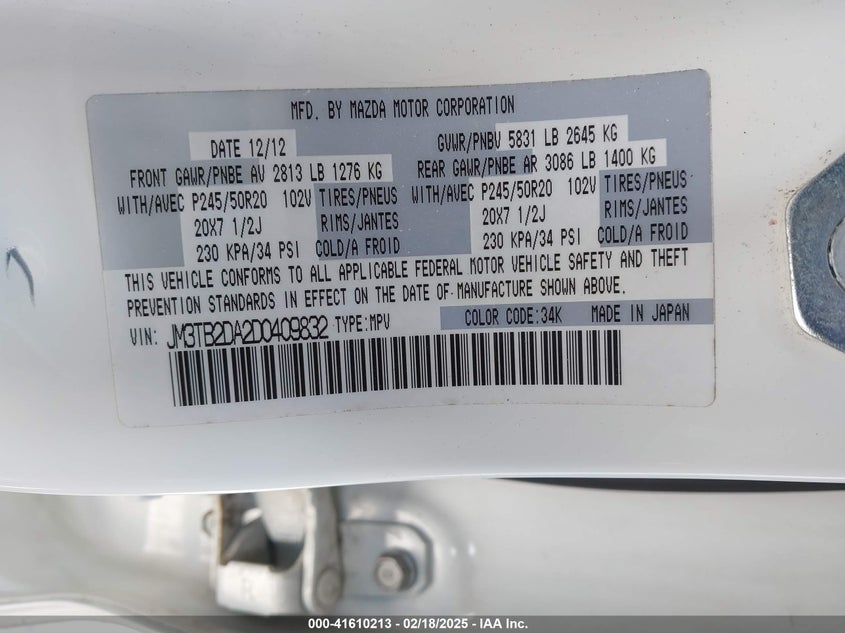 MFD. BY MAZDA MOTOR CORPORATION
DATE 12/12 GVWR/PNBV 5831 LB 2645 KG
FRONT GAWR/PNBE AV 2813 LB 1276 KG REAR GAWR/PNBE AR 3086 LB 1400 KG
WITH/AVEC P245/50R20 102V TIRES/PNEUS WITH/AVEC P245/50R20 102V TIRES/PNEUS
20X7 1/2J RIMS/JANTES 20X7 1/2J RIMS/JANTES
230 KPA/34 PSI COLD/A FROID 230 KPA/34 PSI COLD/A FROID
THIS VEHICLE CONFORMS TO ALL APPLICABLE FEDERAL MOTOR VEHICLE SAFETY AND THEFT
PREVENTION STANDARDS IN EFFECT ON THE DATE OF MANUFACTURE SHOWN ABOVE.
VIN: JM3TB2DA2D0409832 TYPE:MPV COLOR CODE:34K MADE IN JAPAN
R
000-41610213 - 02/18/2025 - IAA Inc.